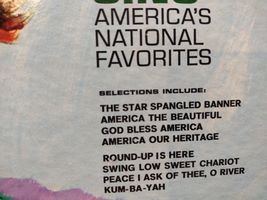 SING
AMERICA'S
NATIONAL
FAVORITES
SELECTIONS INCLUDE:
THE STAR SPANGLED BANNER
AMERICA THE BEAUTIFUL
GOD BLESS AMERICA
AMERICA OUR HERITAGE
ROUND-UP IS HERE
SWING LOW SWEET CHARIOT
PEACE I ASK OF THEE, O RIVER
KUM-BA-YAH